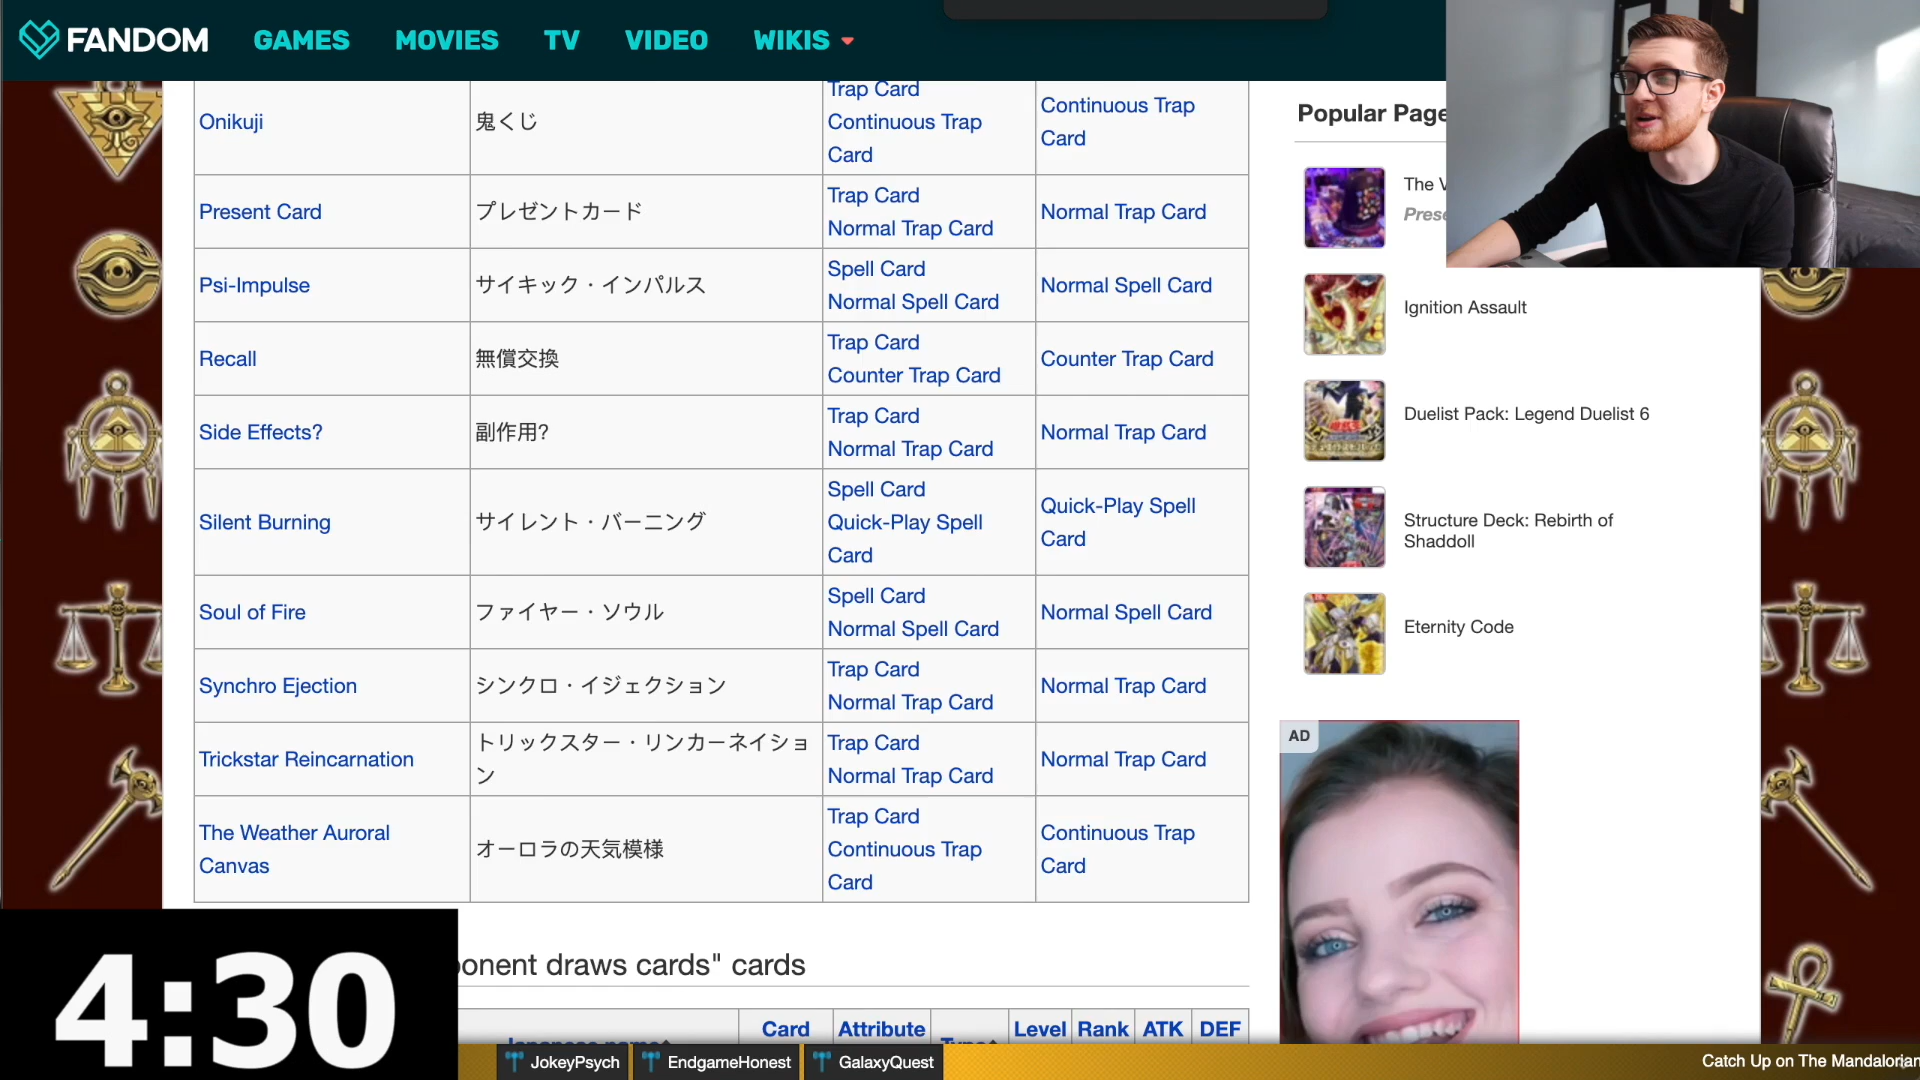 FANDOM GAMES MOVIES TV VIDEO WIKIS
Onikuji 鬼くじ Trap Card
Continuous Trap
Card Continuous Trap
Card
Present Card プレゼントカード Trap Card
Normal Trap Card Normal Trap Card
Psi-Impulse サイキック・インパルス Spell Card
Normal Spell Card Normal Spell Card
Recall 無償交換 Trap Card
Counter Trap Card Counter Trap Card
Side Effects? 副作用? Trap Card
Normal Trap Card Normal Trap Card
Silent Burning サイレント・バーニング Spell Card
Quick-Play Spell
Card Quick-Play Spell
Card
Soul of Fire ファイヤー・ソウル Spell Card
Normal Spell Card Normal Spell Card
Synchro Ejection シンクロ・イジェクション Trap Card
Normal Trap Card Normal Trap Card
Trickstar Reincarnation トリックスター・リンカーネイショ
ン Trap Card
Normal Trap Card Normal Trap Card
The Weather Auroral
Canvas オーロラの天気模様 Trap Card
Continuous Trap
Card Continuous Trap
Card
ponent draws cards" cards
Card Attribute Level Rank ATK DEF
Popular Page
The V
Prese
Ignition Assault
Duelist Pack: Legend Duelist 6
Structure Deck: Rebirth of
Shaddoll
Eternity Code
AD
4:30
JokeyPsych EndgameHonest GalaxyQuest
Catch Up on The Mandalorian